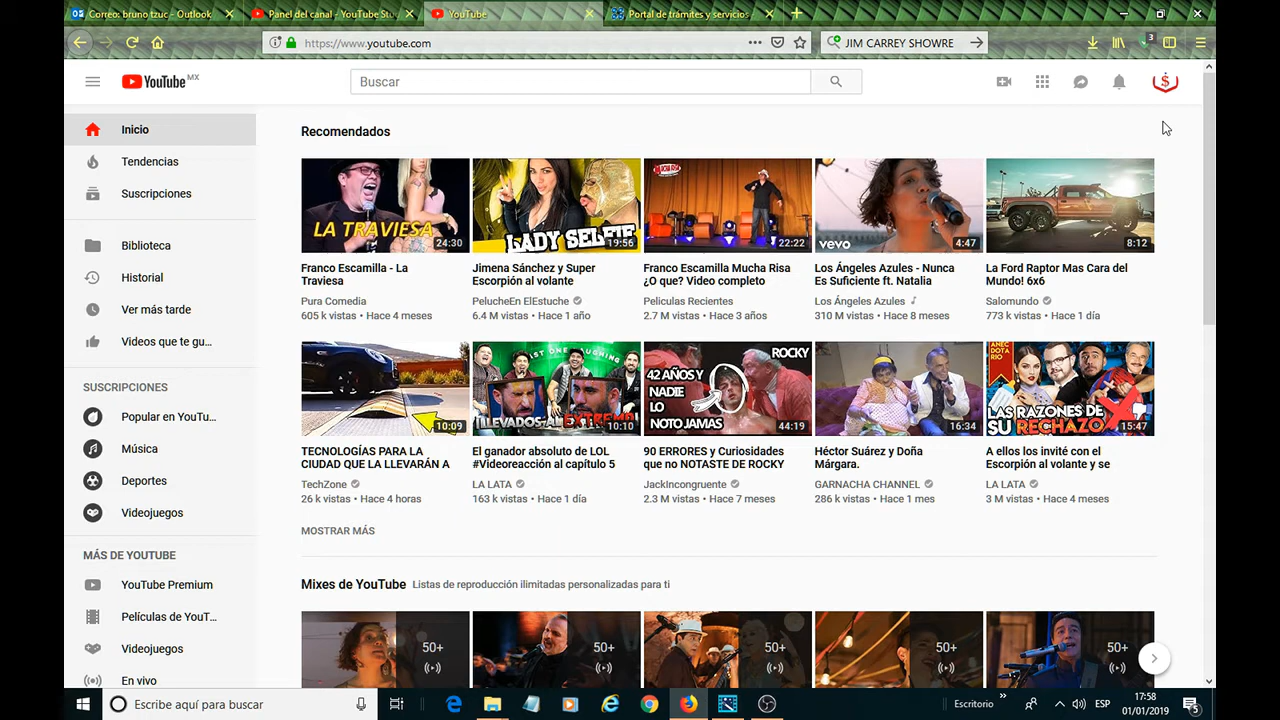 Correo: bruno tzuc - Outlook
Panel del canal - YouTube Stu
YouTube
Portal de trámites y servicios
https://www.youtube.com
JIM CARREY SHOWRE
3
YouTube MX
Buscar
$
Inicio
Tendencias
Suscripciones
Biblioteca
Historial
Ver más tarde
Videos que te gu...
SUSCRIPCIONES
Popular en YouTu...
Música
Deportes
Videojuegos
MÁS DE YOUTUBE
YouTube Premium
Películas de YouT...
Videojuegos
En vivo
Recomendados
LA TRAVIESA
24:30
LADY SELFIE
19:56
22:22
vevo
4:47
8:12
Franco Escamilla - La
Traviesa
Pura Comedia
605 k vistas • Hace 4 meses
Jimena Sánchez y Super
Escorpión al volante
PelucheEn ElEstuche
6.4 M vistas • Hace 1 año
Franco Escamilla Mucha Risa
¿O que? Video completo
Peliculas Recientes
2.7 M vistas • Hace 3 años
Los Ángeles Azules - Nunca
Es Suficiente ft. Natalia
Los Ángeles Azules
310 M vistas • Hace 8 meses
La Ford Raptor Mas Cara del
Mundo! 6x6
Salomundo
773 k vistas • Hace 1 día
10:09
LAST ONE LAUGHING
¡LLEVADOS AL EXTREMO!
10:10
ROCKY
42 AÑOS Y
NADIE
LO
NOTO JAMAS
44:19
16:34
ANEC
DOTA
RIO
LAS RAZONES DE
SU RECHAZO
15:47
TECNOLOGÍAS PARA LA
CIUDAD QUE LA LLEVARÁN A
TechZone
26 k vistas • Hace 4 horas
El ganador absoluto de LOL
#Videoreacción al capítulo 5
LA LATA
163 k vistas • Hace 1 día
90 ERRORES y Curiosidades
que no NOTASTE DE ROCKY
JackIncongruente
2.3 M vistas • Hace 7 meses
Héctor Suárez y Doña
Márgara.
GARNACHA CHANNEL
286 k vistas • Hace 1 mes
A ellos los invité con el
Escorpión al volante y se
LA LATA
3 M vistas • Hace 4 meses
MOSTRAR MÁS
Mixes de YouTube Listas de reproducción ilimitadas personalizadas para ti
50+
50+
50+
50+
50+
Escribe aquí para buscar
Escritorio
ESP
17:58
01/01/2019
5